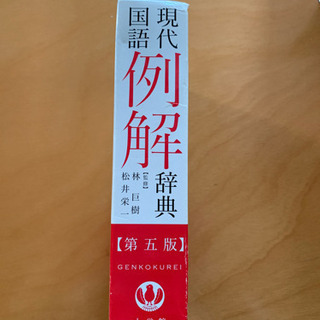 現代
国語
例解
辞典
【監修】
林 巨樹
松井栄一
【第五版】
GENKOKUREI